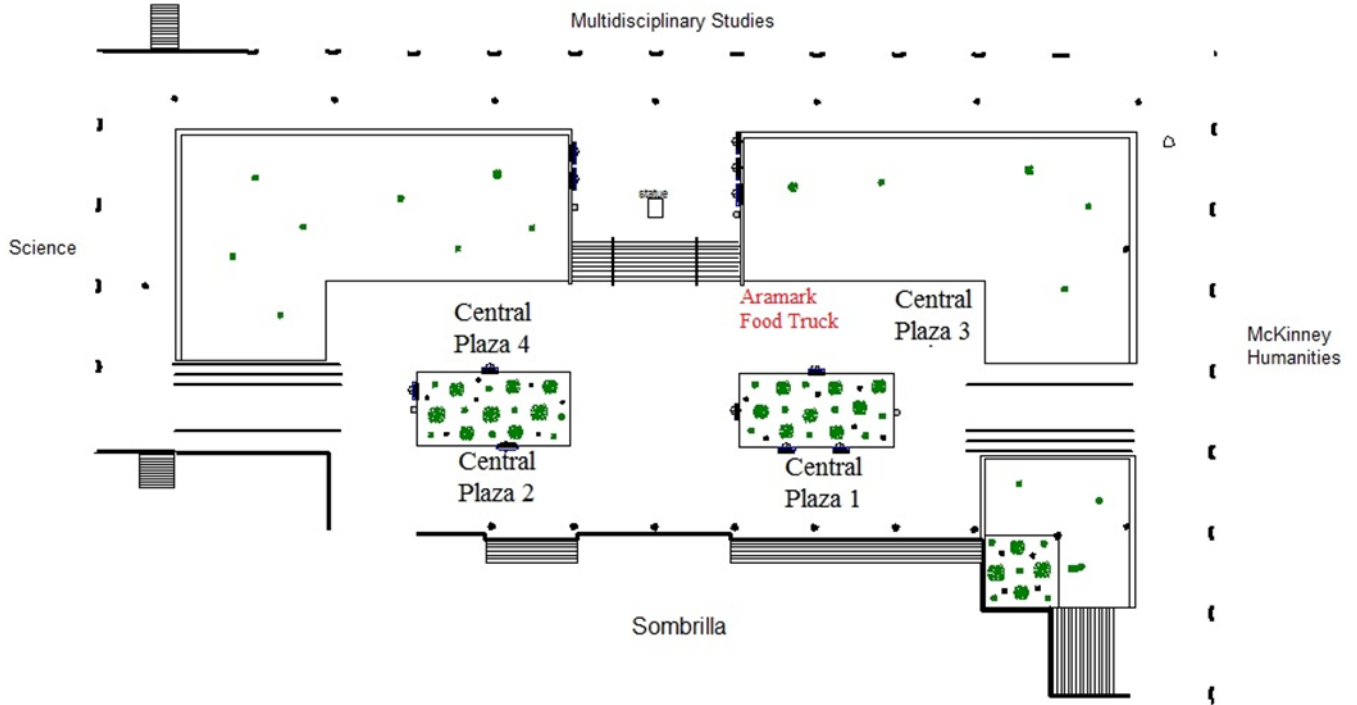 Multidisciplinary Studies
statue
Science
Aramark
Food Truck
Central
Plaza 3
Central
Plaza 4
McKinney
Humanities
Central
Plaza 2
Central
Plaza 1
Sombrilla